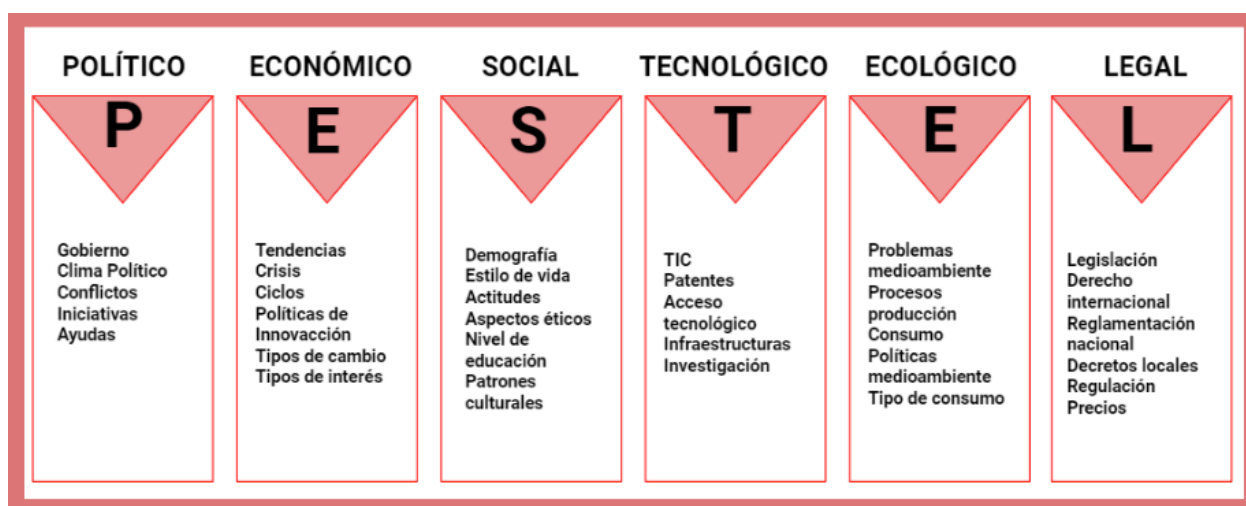 POLÍTICO
P
Gobierno
Clima Político
Conflictos
Iniciativas
Ayudas
ECONÓMICO
E
Tendencias
Crisis
Ciclos
Políticas de
Innovacción
Tipos de cambio
Tipos de interés
SOCIAL
S
Demografía
Estilo de vida
Actitudes
Aspectos éticos
Nivel de
educación
Patrones
culturales
TECNOLÓGICO
T
TIC
Patentes
Acceso
tecnológico
Infraestructuras
Investigación
ECOLÓGICO
E
Problemas
medioambiente
Procesos
producción
Consumo
Políticas
medioambiente
Tipo de consumo
LEGAL
L
Legislación
Derecho
internacional
Reglamentación
nacional
Decretos locales
Regulación
Precios